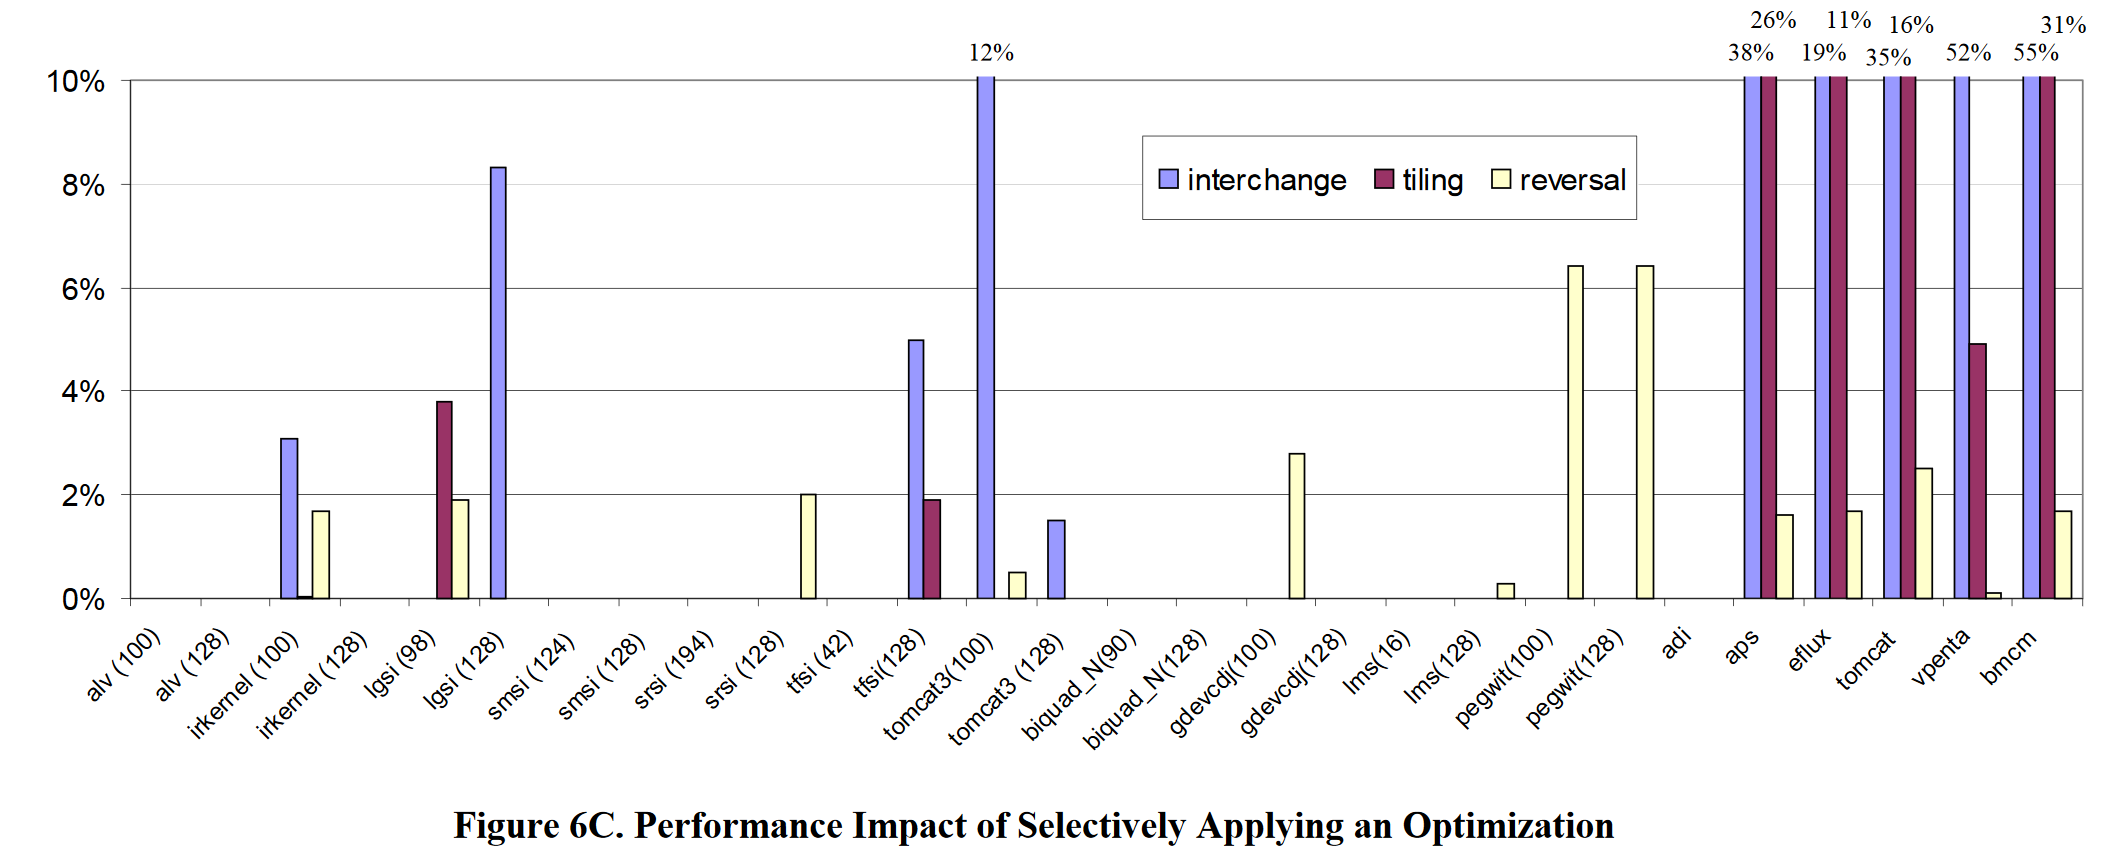 26% 11% 16% 31%
12% 38% 19% 35% 52% 55%
10%
8%
6%
4%
2%
0%
interchange tiling reversal
alv (100)
alv (128)
irkernel (100)
irkernel (128)
lgsi (98)
lgsi (128)
smsi (124)
smsi (128)
srsi (194)
srsi (128)
tfsi (42)
tfsi(128)
tomcat3(100)
tomcat3 (128)
biquad_N(90)
biquad_N(128)
gdevcdj(100)
gdevcdj(128)
lms(16)
lms(128)
pegwit(100)
pegwit(128)
adi
aps
eflux
tomcat
vpenta
bmcm
Figure 6C. Performance Impact of Selectively Applying an Optimization